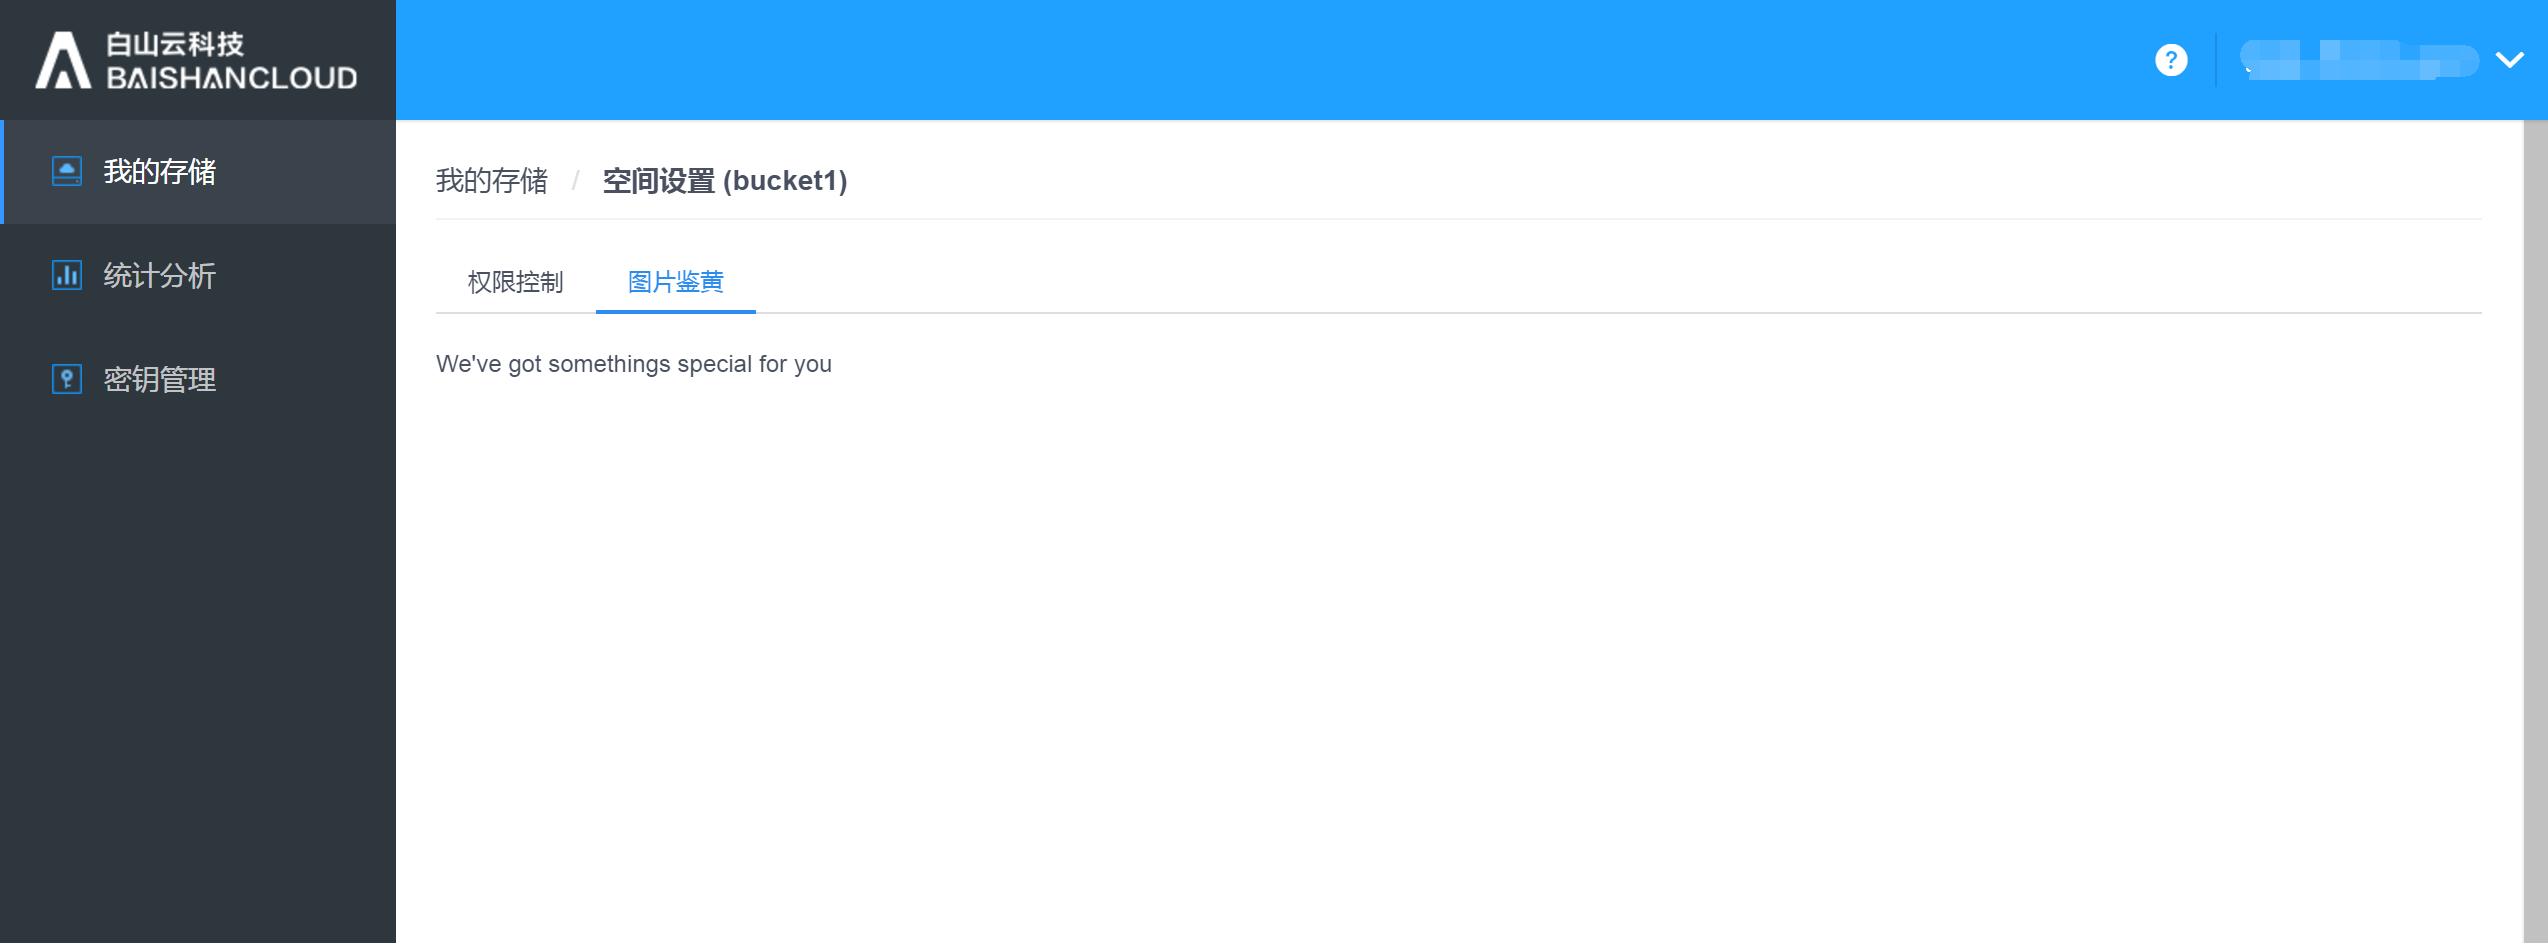 白山云科技
BAISHANCLOUD
?
我的存储
统计分析
密钥管理
我的存储 / 空间设置 (bucket1)
权限控制 图片鉴黄
We've got somethings special for you